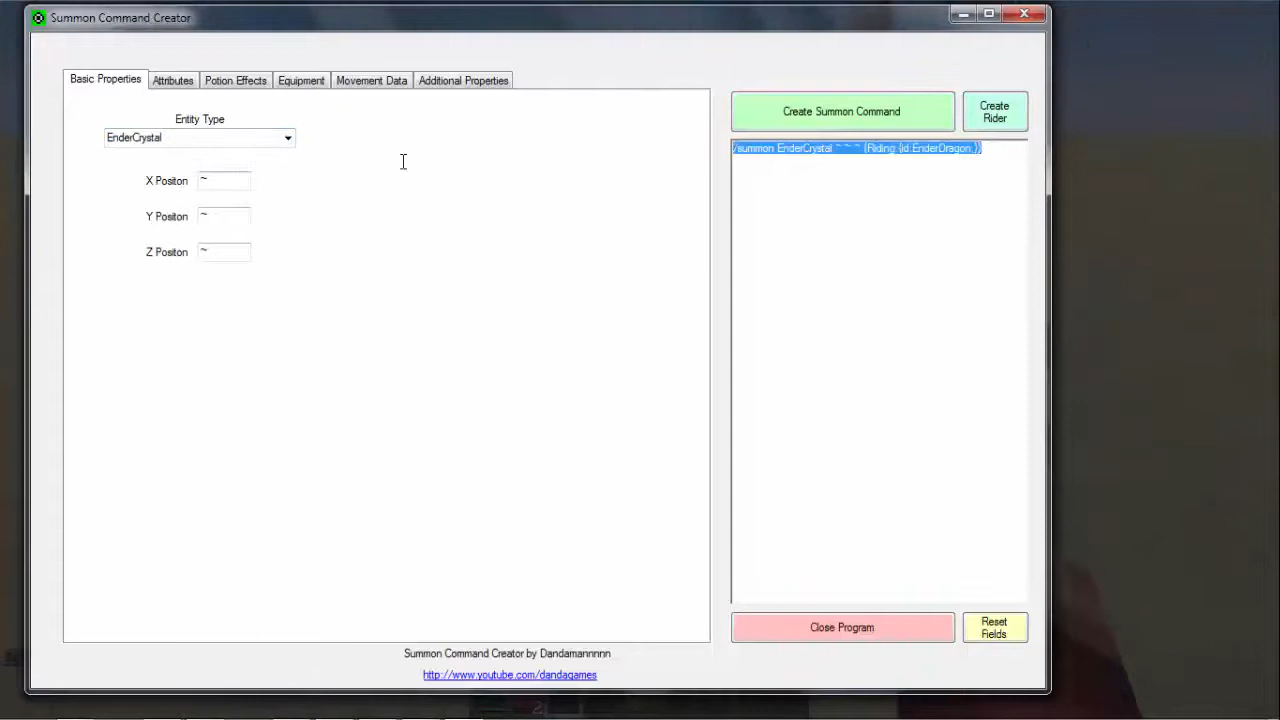 Summon Command Creator
Basic Properties Attributes Potion Effects Equipment Movement Data Additional Properties
Entity Type
EnderCrystal
X Positon ~
Y Positon ~
Z Positon ~
Create Summon Command
Create
Rider
/summon EnderCrystal ~ ~ ~ {Riding:{id:EnderDragon,}}
Close Program
Reset
Fields
Summon Command Creator by Dandamannnnn
http://www.youtube.com/dandagames